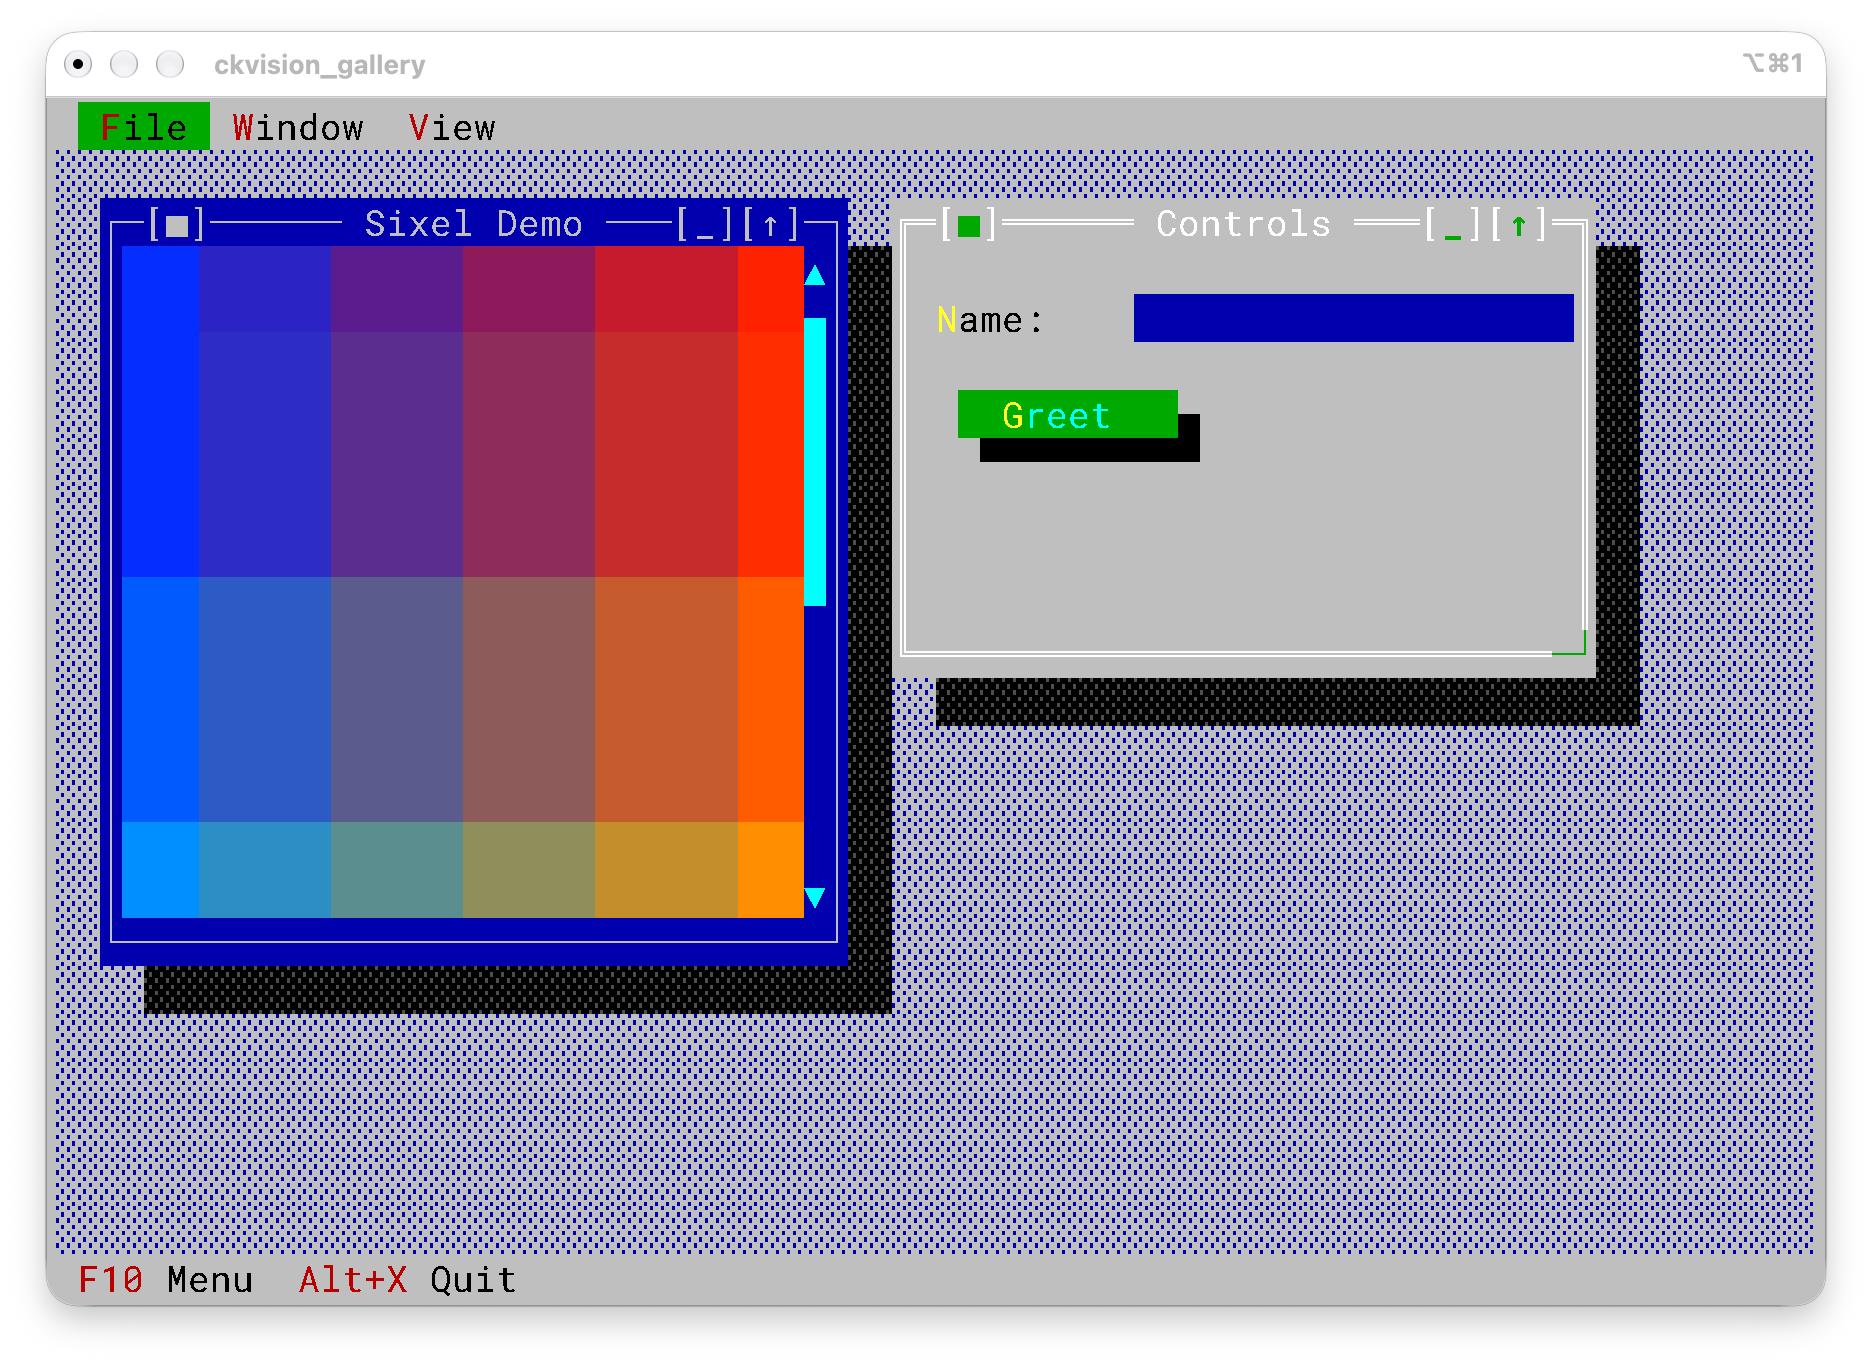 ckvision_gallery ⌥⌘1
File Window View
[■] Sixel Demo [_][↑]
[■] Controls [_][↑]
Name:
Greet
F10 Menu Alt+X Quit